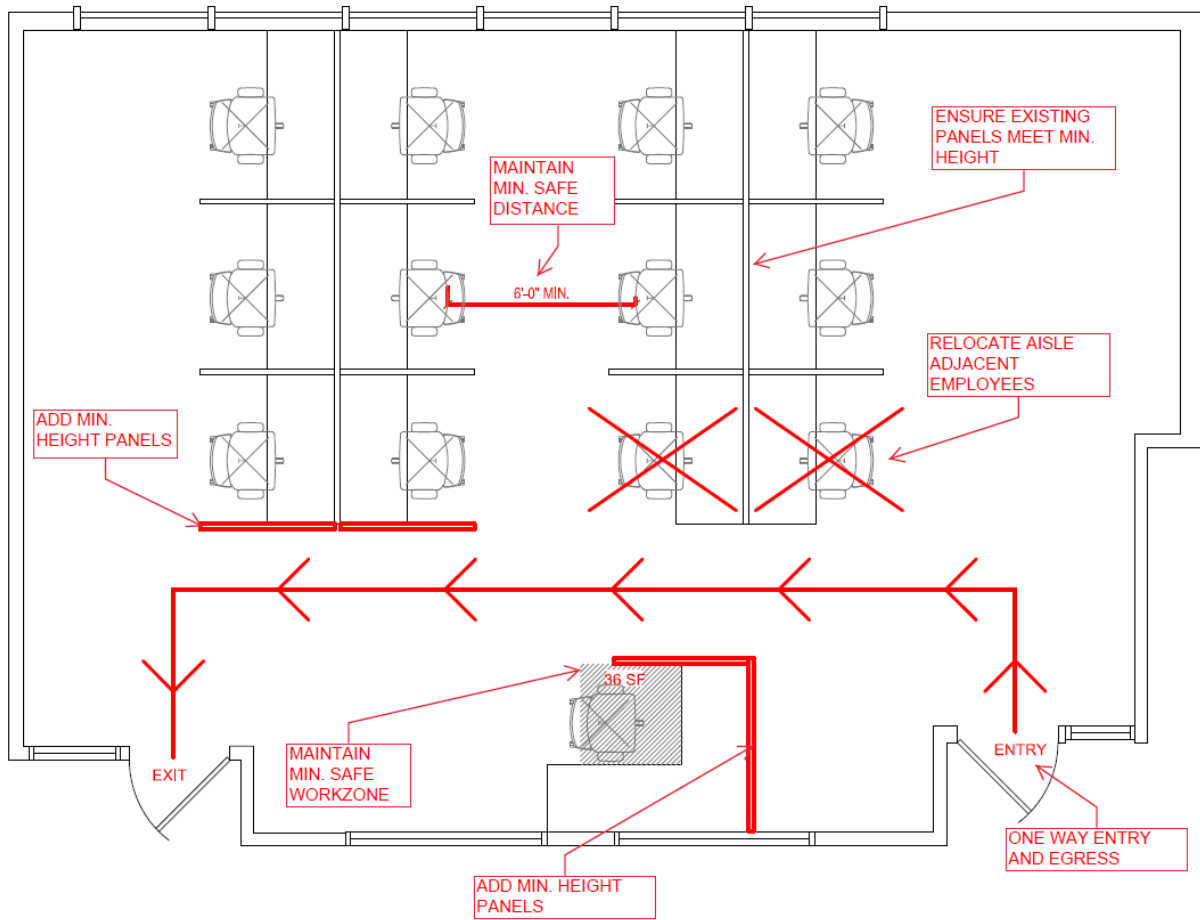 ENSURE EXISTING
PANELS MEET MIN.
HEIGHT
MAINTAIN
MIN. SAFE
DISTANCE
6'-0" MIN.
RELOCATE AISLE
ADJACENT
EMPLOYEES
ADD MIN.
HEIGHT PANELS
36 SF
MAINTAIN
MIN. SAFE
WORKZONE
EXIT
ENTRY
ONE WAY ENTRY
AND EGRESS
ADD MIN. HEIGHT
PANELS